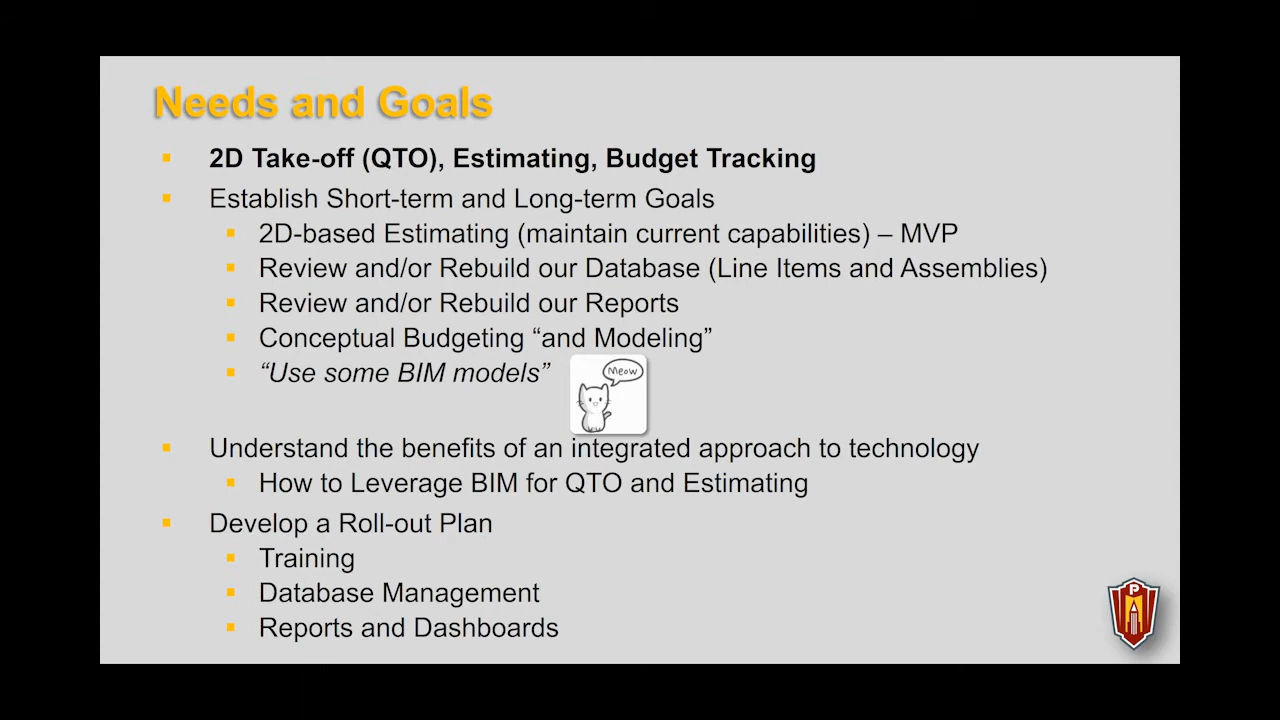 Needs and Goals
2D Take-off (QTO), Estimating, Budget Tracking
Establish Short-term and Long-term Goals
2D-based Estimating (maintain current capabilities) – MVP
Review and/or Rebuild our Database (Line Items and Assemblies)
Review and/or Rebuild our Reports
Conceptual Budgeting “and Modeling”
“Use some BIM models”
Meow
Understand the benefits of an integrated approach to technology
How to Leverage BIM for QTO and Estimating
Develop a Roll-out Plan
Training
Database Management
Reports and Dashboards
P